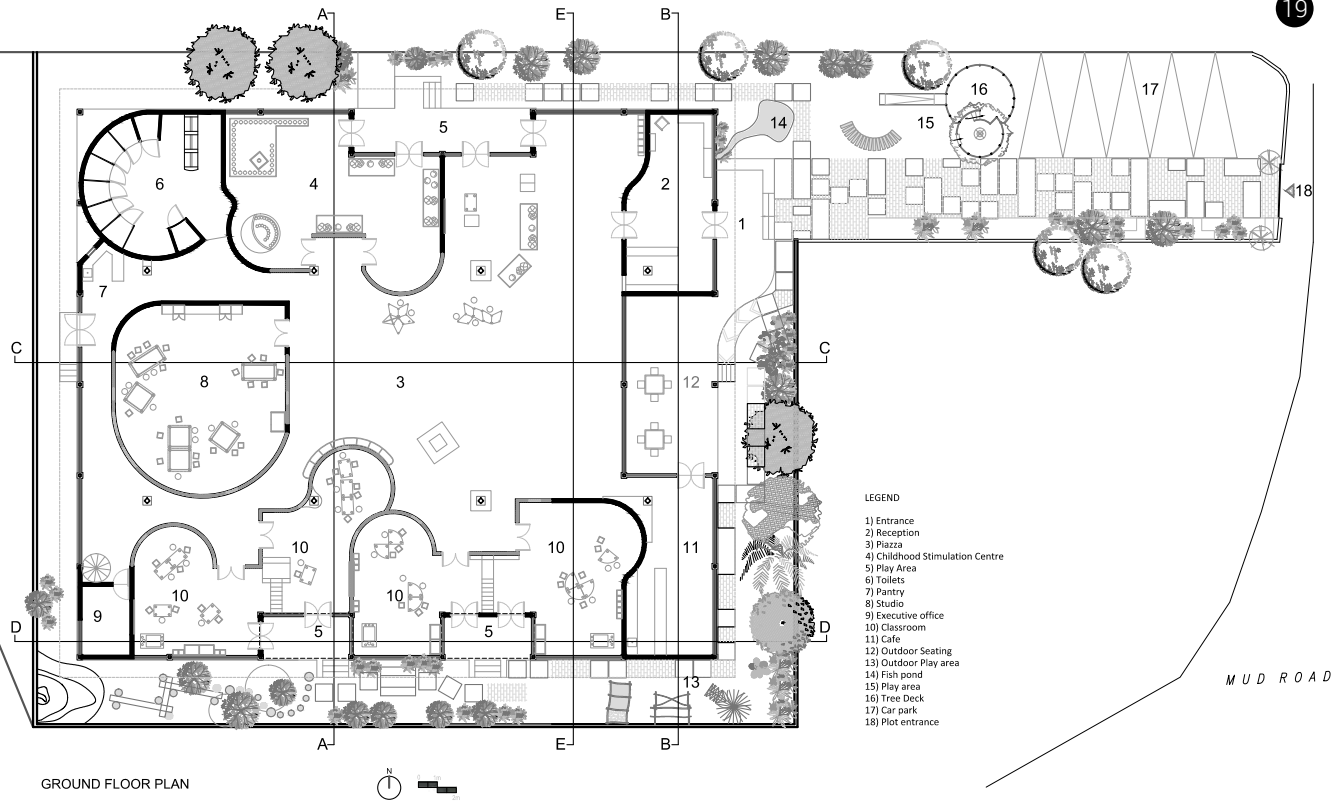 19
A E B
16 17
5 14 15
6 4 2
18
1
7
C C
8 3 12
LEGEND
1) Entrance
2) Reception
3) Piazza
4) Childhood Stimulation Centre
5) Play Area
6) Toilets
7) Pantry
8) Studio
9) Executive office
10) Classroom
11) Cafe
12) Outdoor Seating
13) Outdoor Play area
14) Fish pond
15) Play area
16) Tree Deck
17) Car park
18) Plot entrance
10 10 11
10 10
9
D 5 5 D
13
MUD ROAD
A E B
N
GROUND FLOOR PLAN